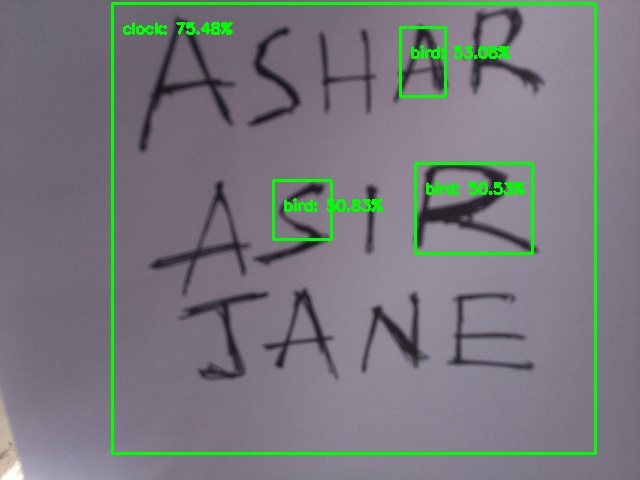 clock: 75.48%
ASHAR
bird: 53.08%
ASIR
bird: 50.83%
bird: 50.53%
JANE